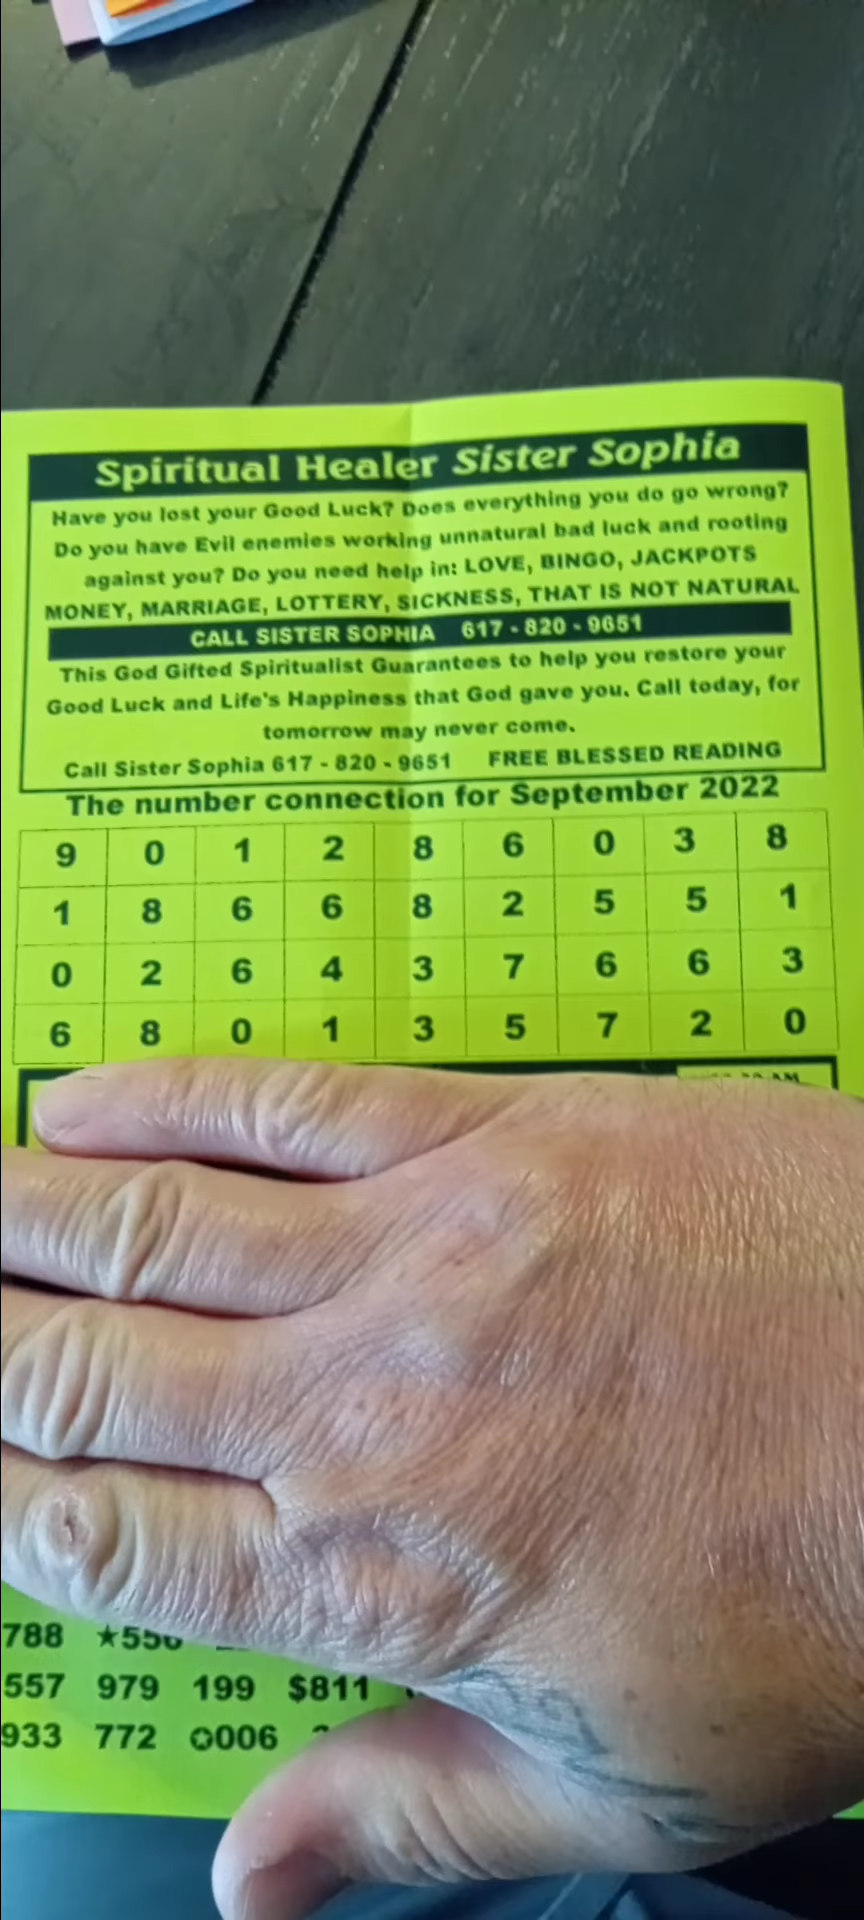 Spiritual Healer Sister Sophia
Have you lost your Good Luck? Does everything you do go wrong?
Do you have Evil enemies working unnatural bad luck and rooting
against you? Do you need help in: LOVE, BINGO, JACKPOTS
MONEY, MARRIAGE, LOTTERY, SICKNESS, THAT IS NOT NATURAL
CALL SISTER SOPHIA 617 - 820 - 9651
This God Gifted Spiritualist Guarantees to help you restore your
Good Luck and Life's Happiness that God gave you. Call today, for
tomorrow may never come.
Call Sister Sophia 617 - 820 - 9651 FREE BLESSED READING
The number connection for September 2022
9 0 1 2 8 6 0 3 8
1 8 6 6 8 2 5 5 1
0 2 6 4 3 7 6 6 3
6 8 0 1 3 5 7 2 0
AM
788 ★556
557 979 199 $811
933 772 ✪006